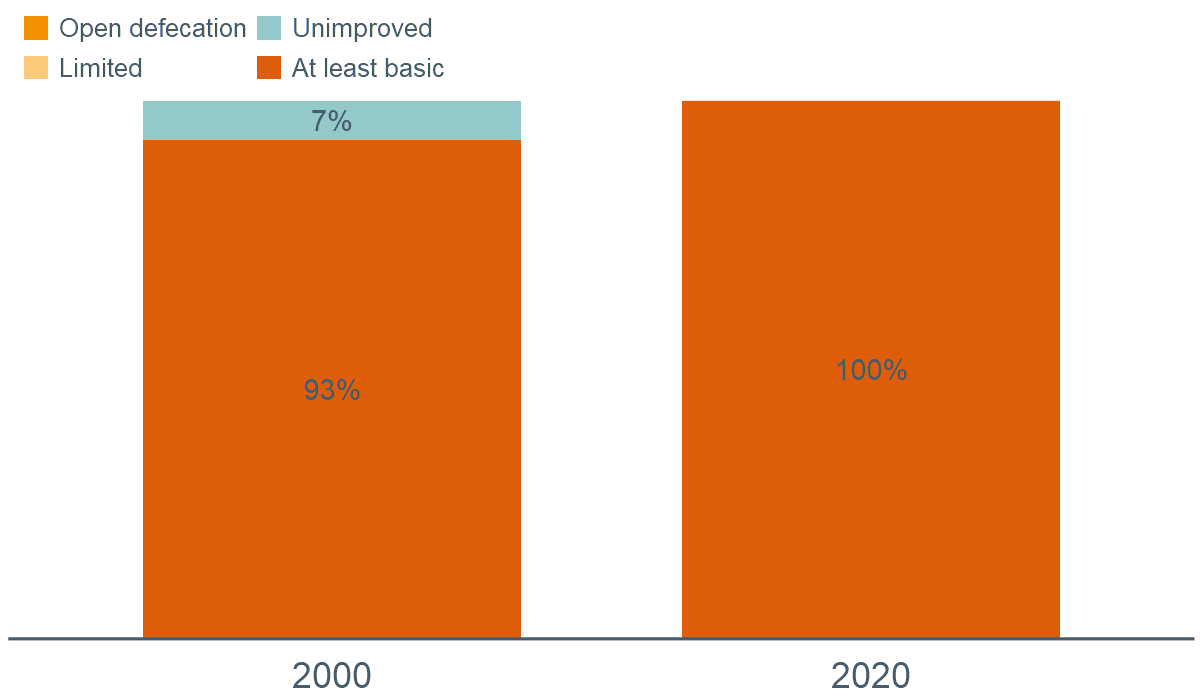 Open defecation Unimproved
Limited At least basic
7%
93%
100%
2000 2020